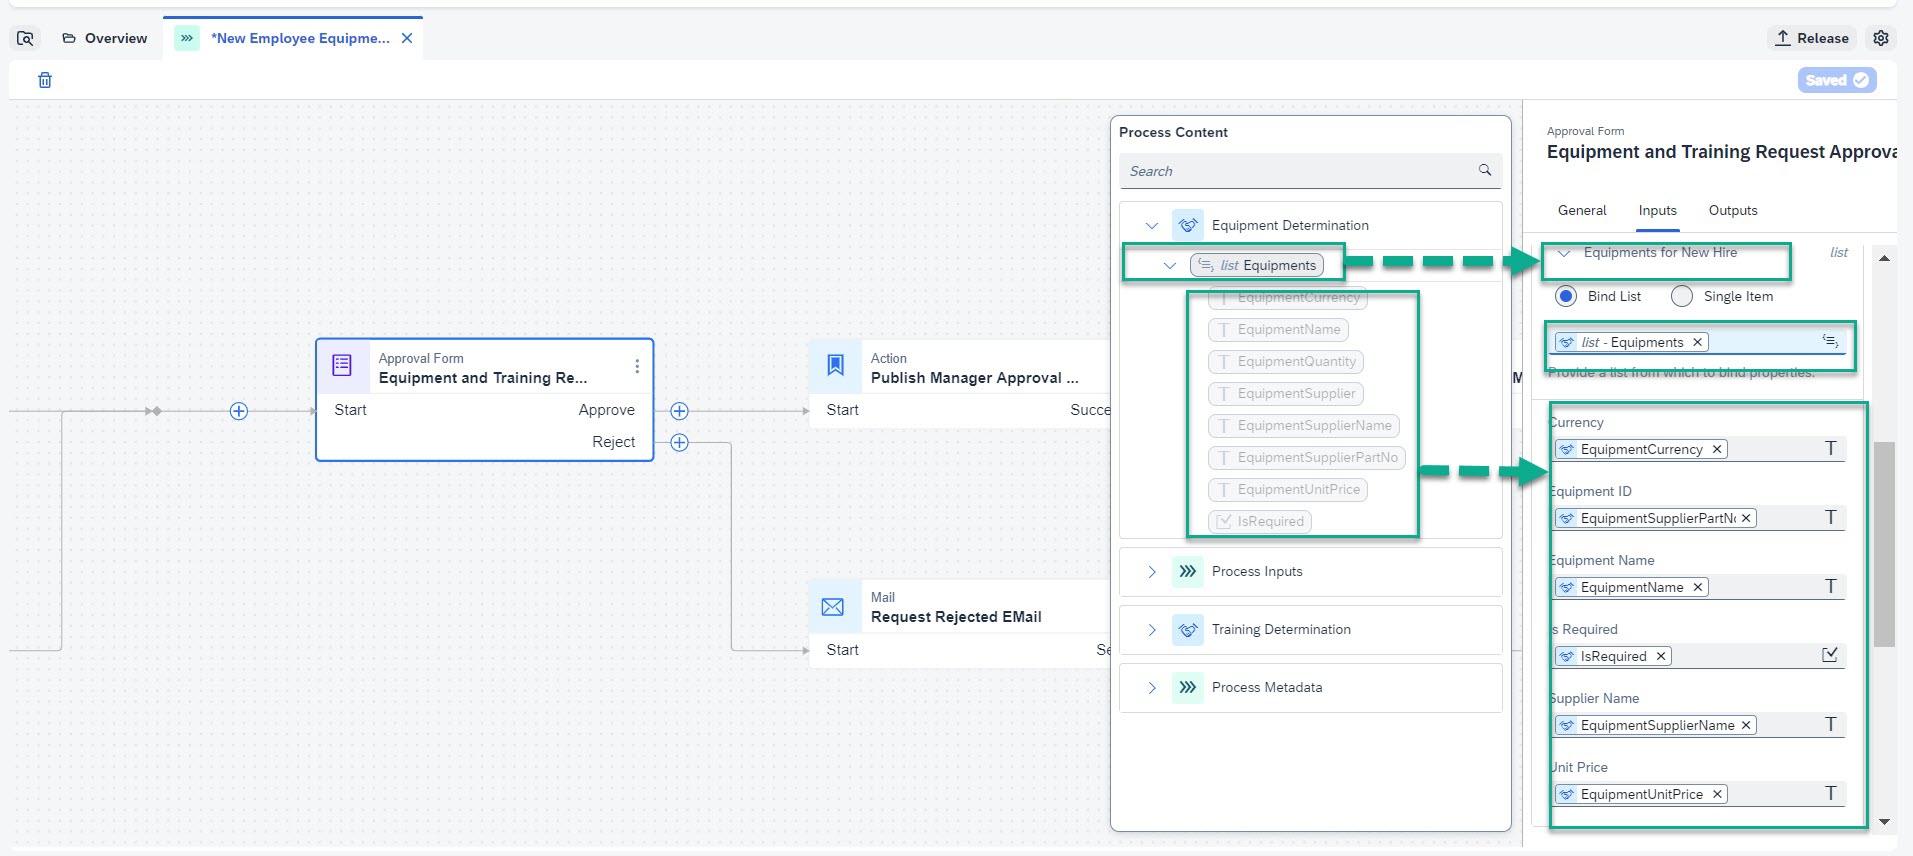 Overview
*New Employee Equipme...
Release
Saved
Approval Form
Equipment and Training Re...
Start
Approve
Reject
Action
Publish Manager Approval ...
Start
Succe
M
Mail
Request Rejected EMail
Start
Se
Process Content
Search
Equipment Determination
list Equipments
EquipmentCurrency
EquipmentName
EquipmentQuantity
EquipmentSupplier
EquipmentSupplierName
EquipmentSupplierPartNo
EquipmentUnitPrice
IsRequired
Process Inputs
Training Determination
Process Metadata
Approval Form
Equipment and Training Request Approva
General
Inputs
Outputs
Equipments for New Hire
list
Bind List
Single Item
list - Equipments
Provide a list from which to bind properties.
Currency
EquipmentCurrency
Equipment ID
EquipmentSupplierPartNo
Equipment Name
EquipmentName
Is Required
IsRequired
Supplier Name
EquipmentSupplierName
Unit Price
EquipmentUnitPrice